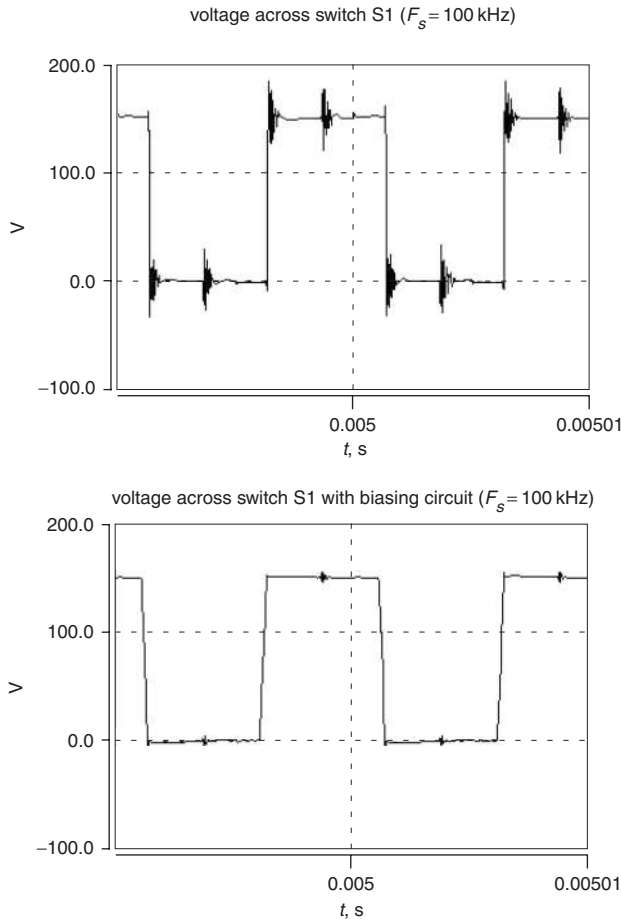 voltage across switch S1 (Fs = 100 kHz)
200.0
100.0
V
0.0
−100.0
0.005
0.00501
t, s
voltage across switch S1 with biasing circuit (Fs = 100 kHz)
200.0
100.0
V
0.0
−100.0
0.005
0.00501
t, s